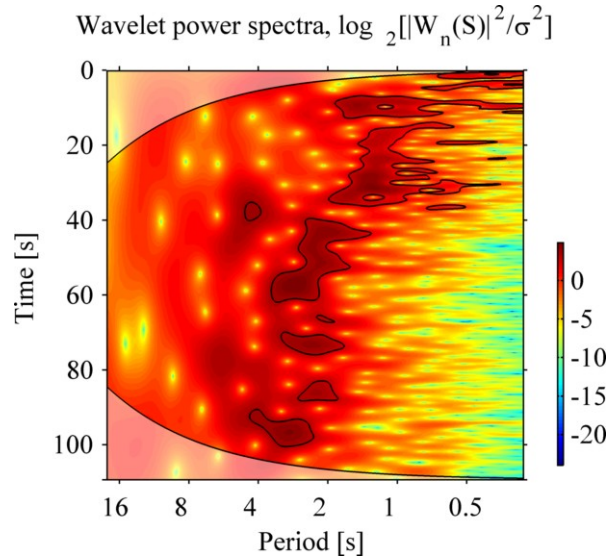 Wavelet power spectra, log ₂[|W_n(S)|²/σ²]
0
20
40
60
80
100
Time [s]
16 8 4 2 1 0.5
Period [s]
0
-5
-10
-15
-20